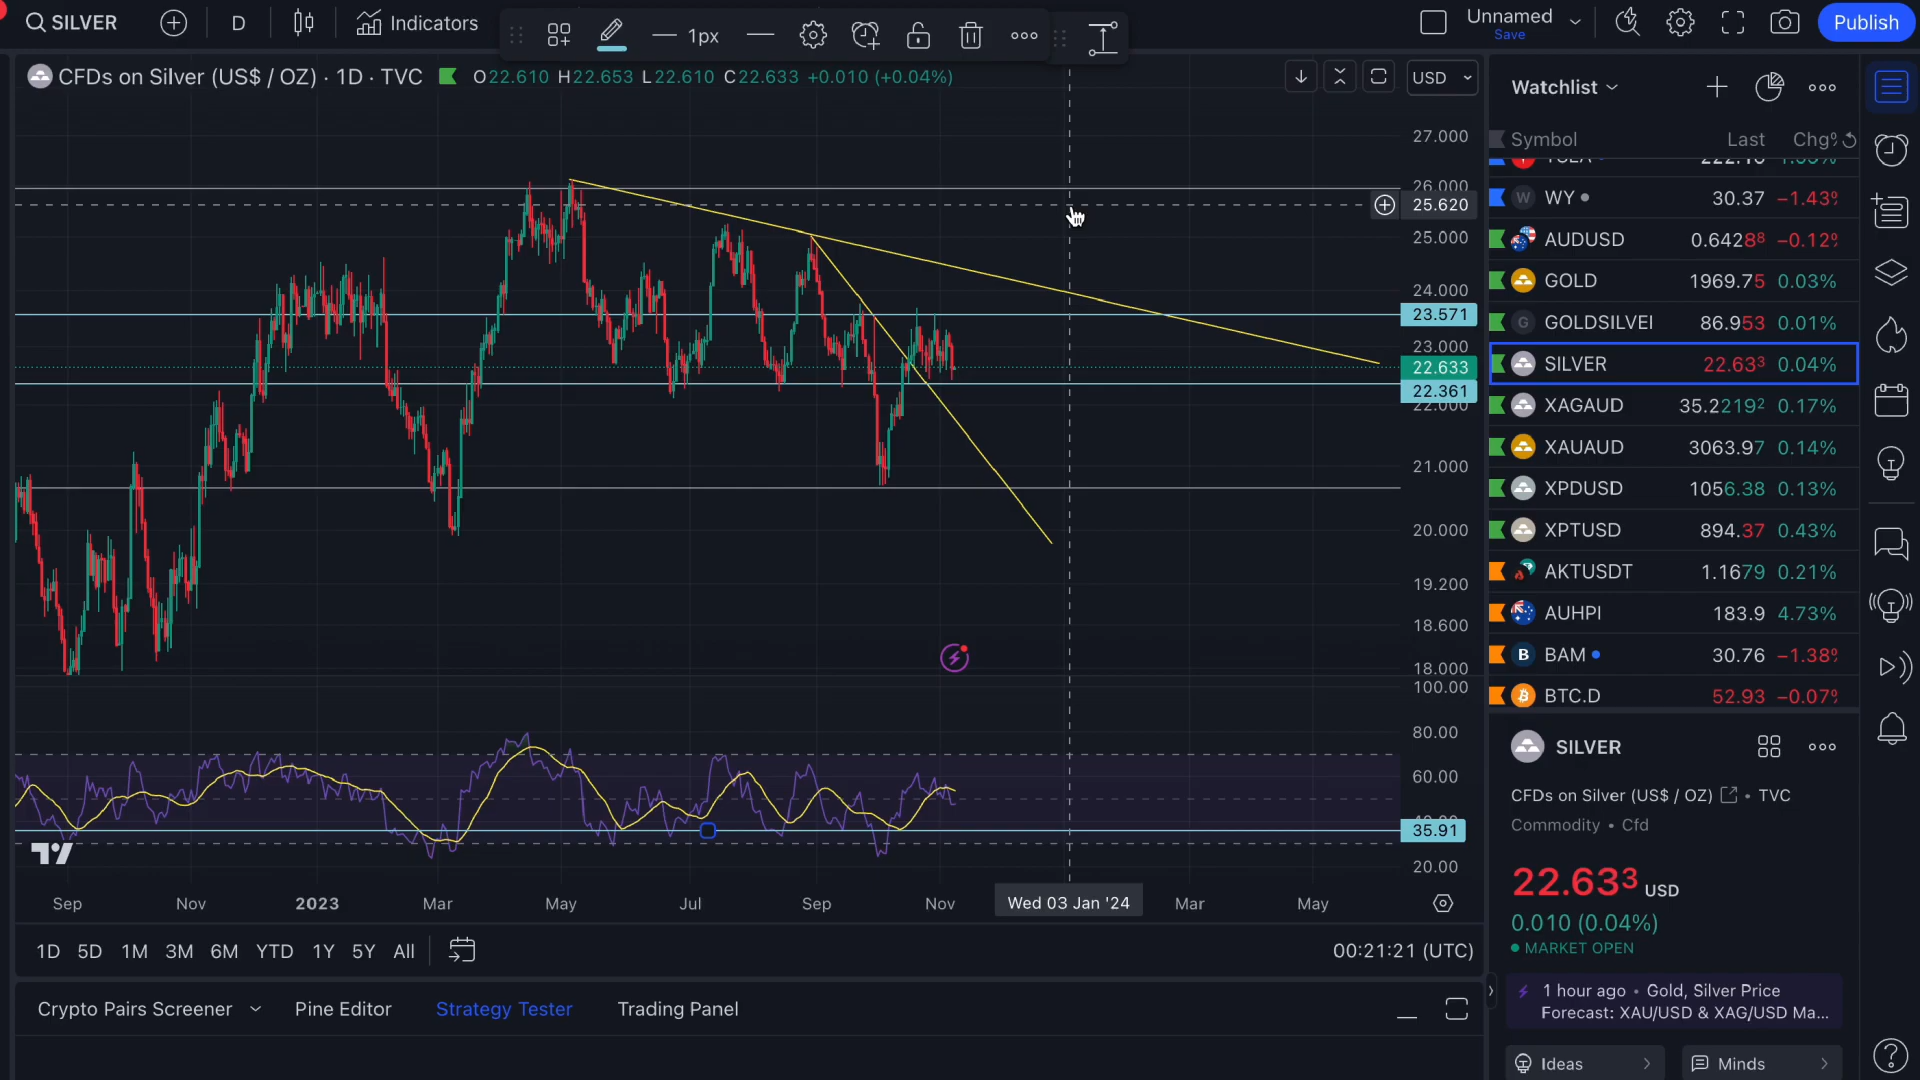 SILVER
D
Indicators
1px
Unnamed
Save
Publish
CFDs on Silver (US$ / OZ) · 1D · TVC
O22.610 H22.653 L22.610 C22.633 +0.010 (+0.04%)
USD
27.000
26.000
25.620
25.000
24.000
23.571
23.000
22.633
22.361
22.000
21.000
20.000
19.200
18.600
18.000
100.00
80.00
60.00
35.91
20.00
Sep
Nov
2023
Mar
May
Jul
Sep
Nov
Wed 03 Jan '24
Mar
May
1D 5D 1M 3M 6M YTD 1Y 5Y All
00:21:21 (UTC)
Crypto Pairs Screener
Pine Editor
Strategy Tester
Trading Panel
Watchlist
Symbol Last Chg%
WY 30.37 −1.43%
AUDUSD 0.64288 −0.12%
GOLD 1969.75 0.03%
GOLDSILVEI 86.953 0.01%
SILVER 22.633 0.04%
XAGAUD 35.22192 0.17%
XAUAUD 3063.97 0.14%
XPDUSD 1056.38 0.13%
XPTUSD 894.37 0.43%
AKTUSDT 1.1679 0.21%
AUHPI 183.9 4.73%
BAM 30.76 −1.38%
BTC.D 52.93 −0.07%
SILVER
CFDs on Silver (US$ / OZ) • TVC
Commodity • Cfd
22.633 USD
0.010 (0.04%)
MARKET OPEN
1 hour ago • Gold, Silver Price
Forecast: XAU/USD & XAG/USD Ma...
Ideas
Minds